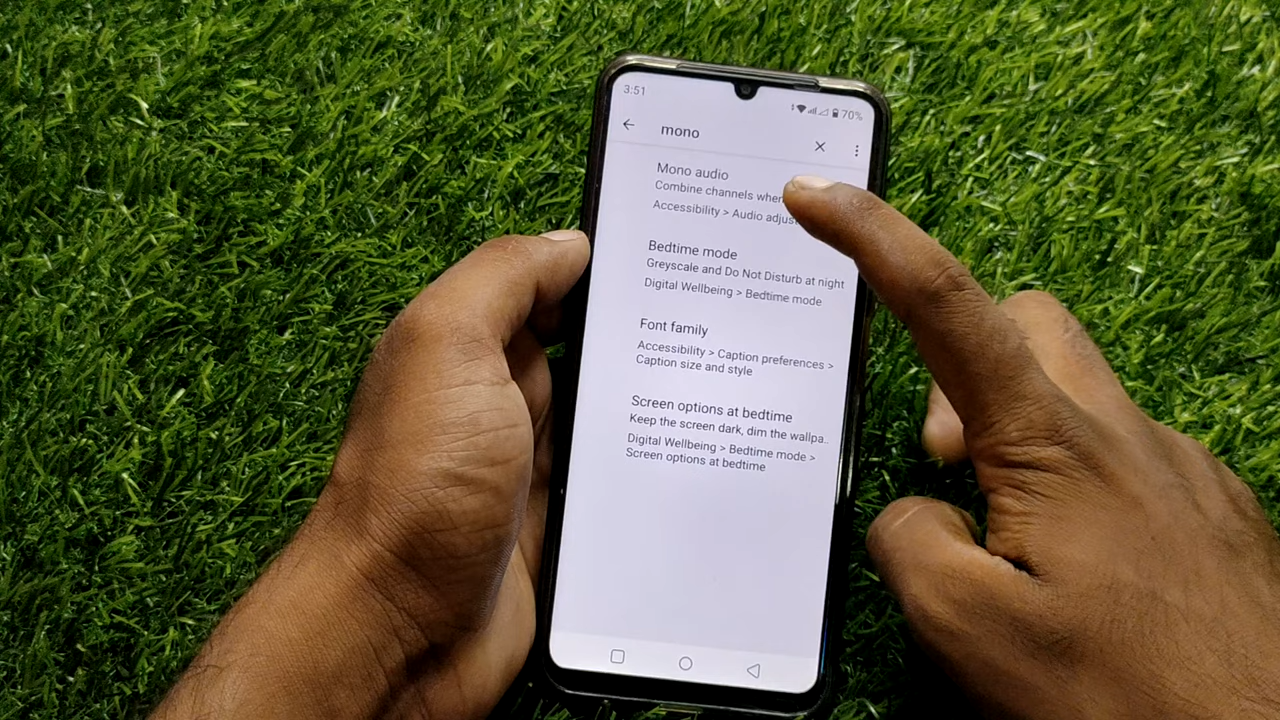 3:51
70%
mono
Mono audio
Combine channels when
Accessibility > Audio
Bedtime mode
Greyscale and Do Not Disturb at night
Digital Wellbeing > Bedtime mode
Font family
Accessibility > Caption preferences >
Caption size and style
Screen options at bedtime
Keep the screen dark, dim the wallpa..
Digital Wellbeing > Bedtime mode >
Screen options at bedtime